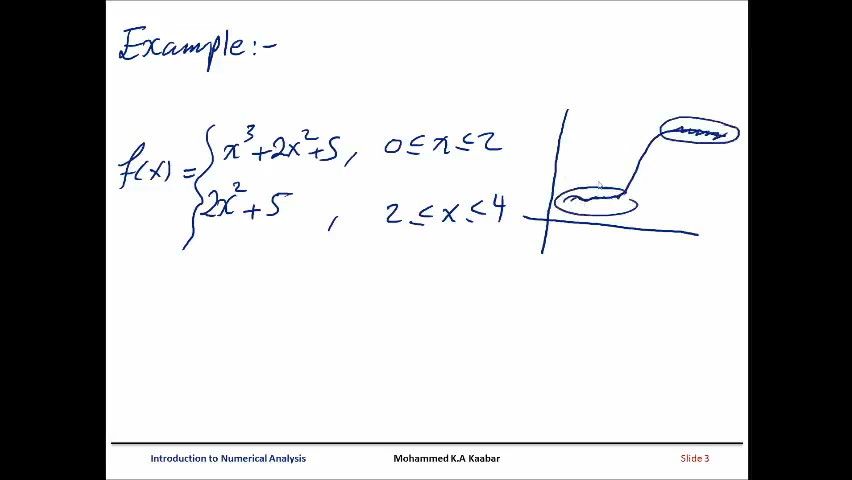 Example:-
f(x) = { x³+2x²+5, 0≤x≤2
2x²+5, 2≤x≤4
Introduction to Numerical Analysis Mohammed K.A Kaabar Slide 3